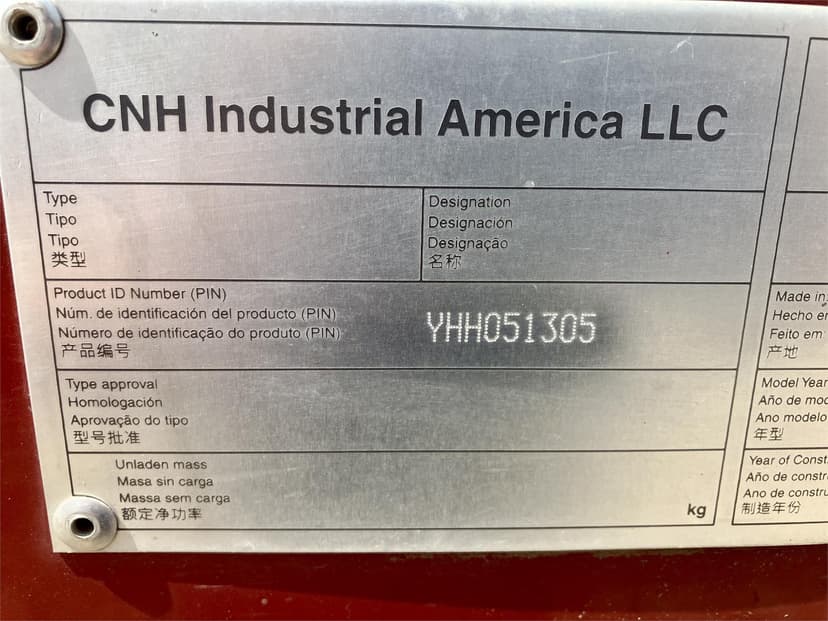 CNH Industrial America LLC
Type
Tipo
Tipo
类型
Designation
Designación
Designação
名称
Product ID Number (PIN)
Núm. de identificación del producto (PIN)
Número de identificação do produto (PIN)
产品编号
YHH051305
Type approval
Homologación
Aprovação do tipo
型号批准
Unladen mass
Masa sin carga
Massa sem carga
额定净功率
kg
Made in
Hecho en
Feito em
产地
Model Year
Año de mod
Ano modelo
年型
Year of Const
Año de constr
Ano de constru
制造年份